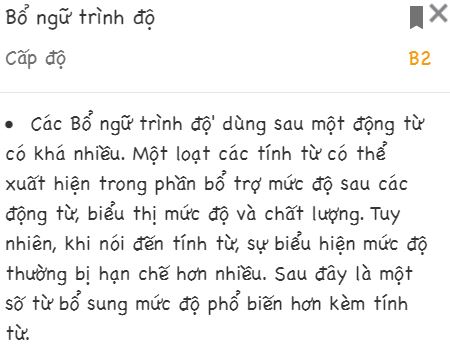 Bổ ngữ trình độ
Cấp độ B2
• Các Bổ ngữ trình độ' dùng sau một động từ
có khá nhiều. Một loạt các tính từ có thể
xuất hiện trong phần bổ trợ mức độ sau các
động từ, biểu thị mức độ và chất lượng. Tuy
nhiên, khi nói đến tính từ, sự biểu hiện mức độ
thường bị hạn chế hơn nhiều. Sau đây là một
số từ bổ sung mức độ phổ biến hơn kèm tính
từ.